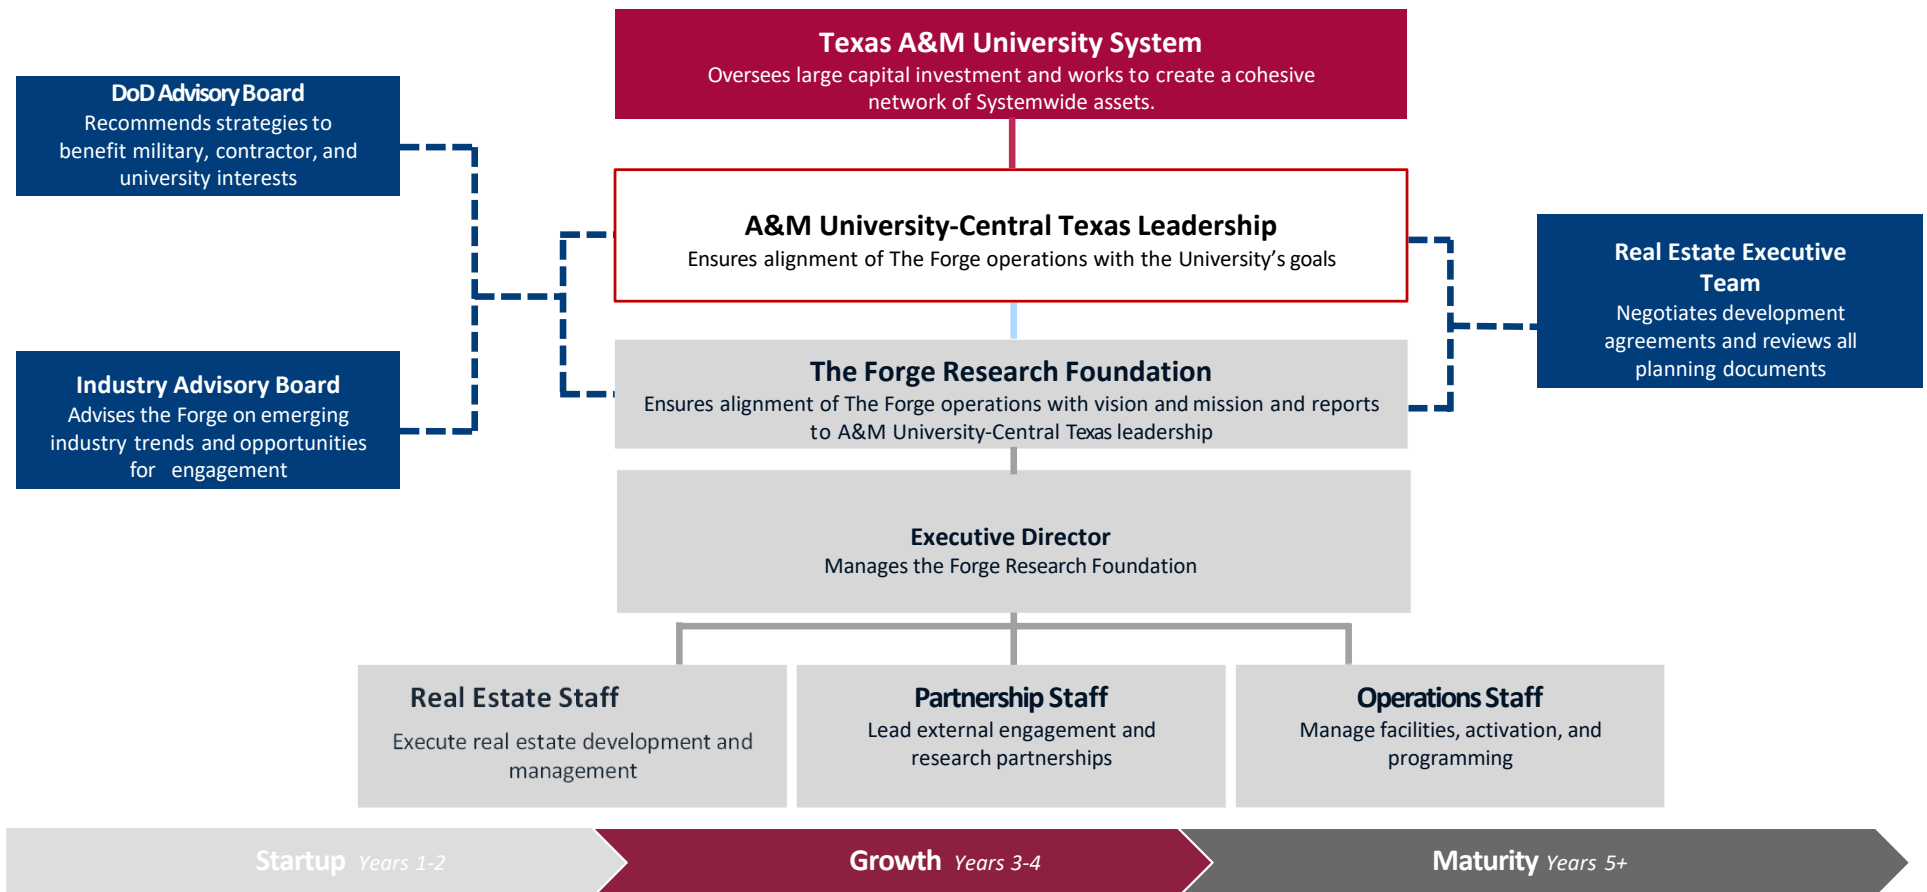 Texas A&M University System
Oversees large capital investment and works to create a cohesive
network of Systemwide assets.
DoD Advisory Board
Recommends strategies to
benefit military, contractor, and
university interests
A&M University-Central Texas Leadership
Ensures alignment of The Forge operations with the University's goals
Real Estate Executive
Team
Negotiates development
agreements and reviews all
planning documents
Industry Advisory Board
Advises the Forge on emerging
industry trends and opportunities
for engagement
The Forge Research Foundation
Ensures alignment of The Forge operations with vision and mission and reports
to A&M University-Central Texas leadership
Executive Director
Manages the Forge Research Foundation
Real Estate Staff
Execute real estate development and
management
Partnership Staff
Lead external engagement and
research partnerships
Operations Staff
Manage facilities, activation, and
programming
Startup Years 1-2
Growth Years 3-4
Maturity Years 5+